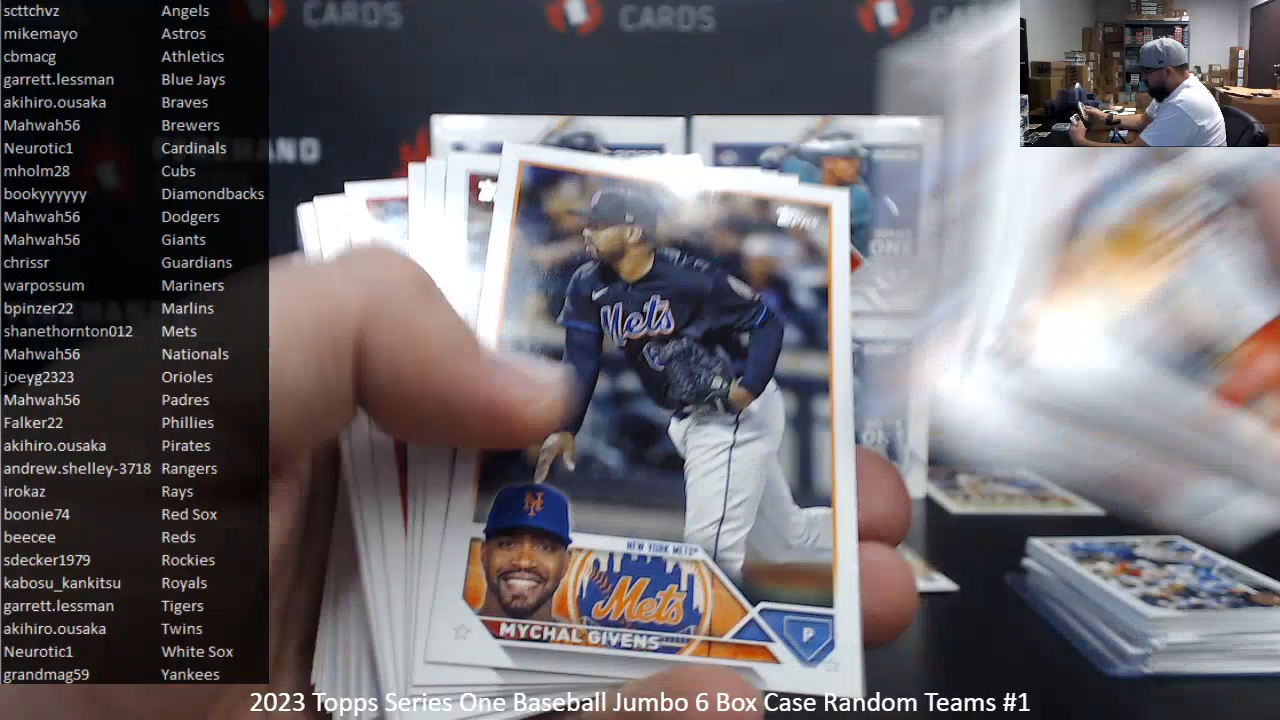 scttchvz Angels
mikemayo Astros
cbmacg Athletics
garrett.lessman Blue Jays
akihiro.ousaka Braves
Mahwah56 Brewers
Neurotic1 Cardinals
mholm28 Cubs
bookyyyyyy Diamondbacks
Mahwah56 Dodgers
Mahwah56 Giants
chrissr Guardians
warpossum Mariners
bpinzer22 Marlins
shanethornton012 Mets
Mahwah56 Nationals
joeyg2323 Orioles
Mahwah56 Padres
Falker22 Phillies
akihiro.ousaka Pirates
andrew.shelley-3718 Rangers
irokaz Rays
boonie74 Red Sox
beecee Reds
sdecker1979 Rockies
kabosu_kankitsu Royals
garrett.lessman Tigers
akihiro.ousaka Twins
Neurotic1 White Sox
grandmag59 Yankees
CARDS
CARDS
Topps
Mets
NY
NEW YORK METS
Mets
MYCHAL GIVENS
P
2023 Topps Series One Baseball Jumbo 6 Box Case Random Teams #1